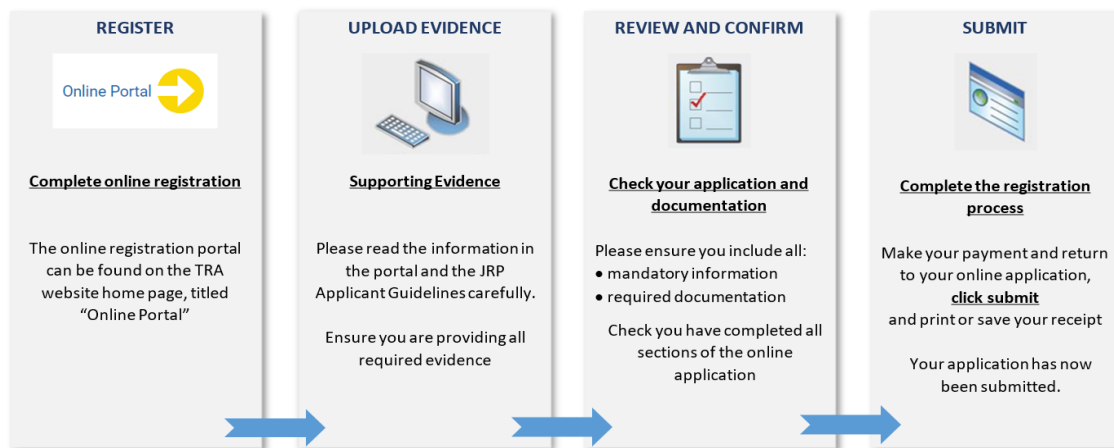 REGISTER
Online Portal
Complete online registration
The online registration portal
can be found on the TRA
website home page, titled
“Online Portal”
UPLOAD EVIDENCE
Supporting Evidence
Please read the information in
the portal and the JRP
Applicant Guidelines carefully.
Ensure you are providing all
required evidence
REVIEW AND CONFIRM
Check your application and
documentation
Please ensure you include all:
• mandatory information
• required documentation
Check you have completed all
sections of the online
application
SUBMIT
Complete the registration
process
Make your payment and return
to your online application,
click submit
and print or save your receipt
Your application has now
been submitted.